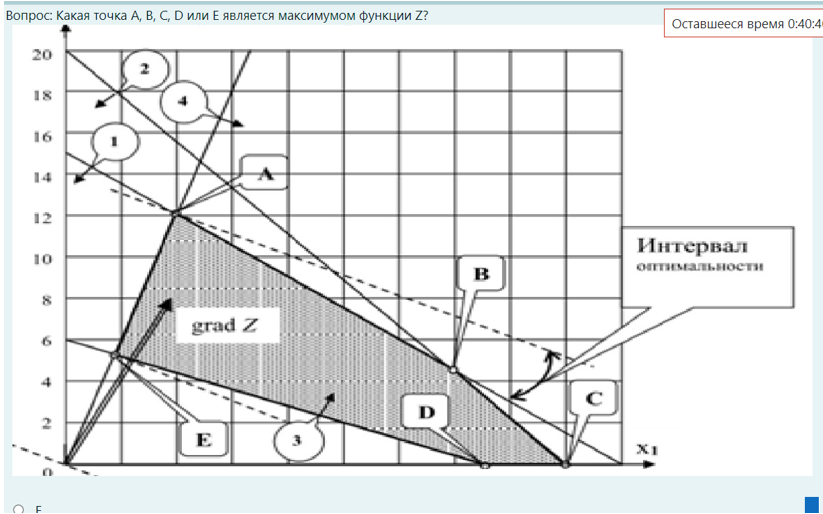 Вопрос: Какая точка A, B, C, D или E является максимумом функции Z?
Оставшееся время 0:40:4
20
2
18
4
16
1
14
A
12
Интервал
оптимальности
10
B
8
grad Z
6
4
C
D
2
E
3
x1
0
E